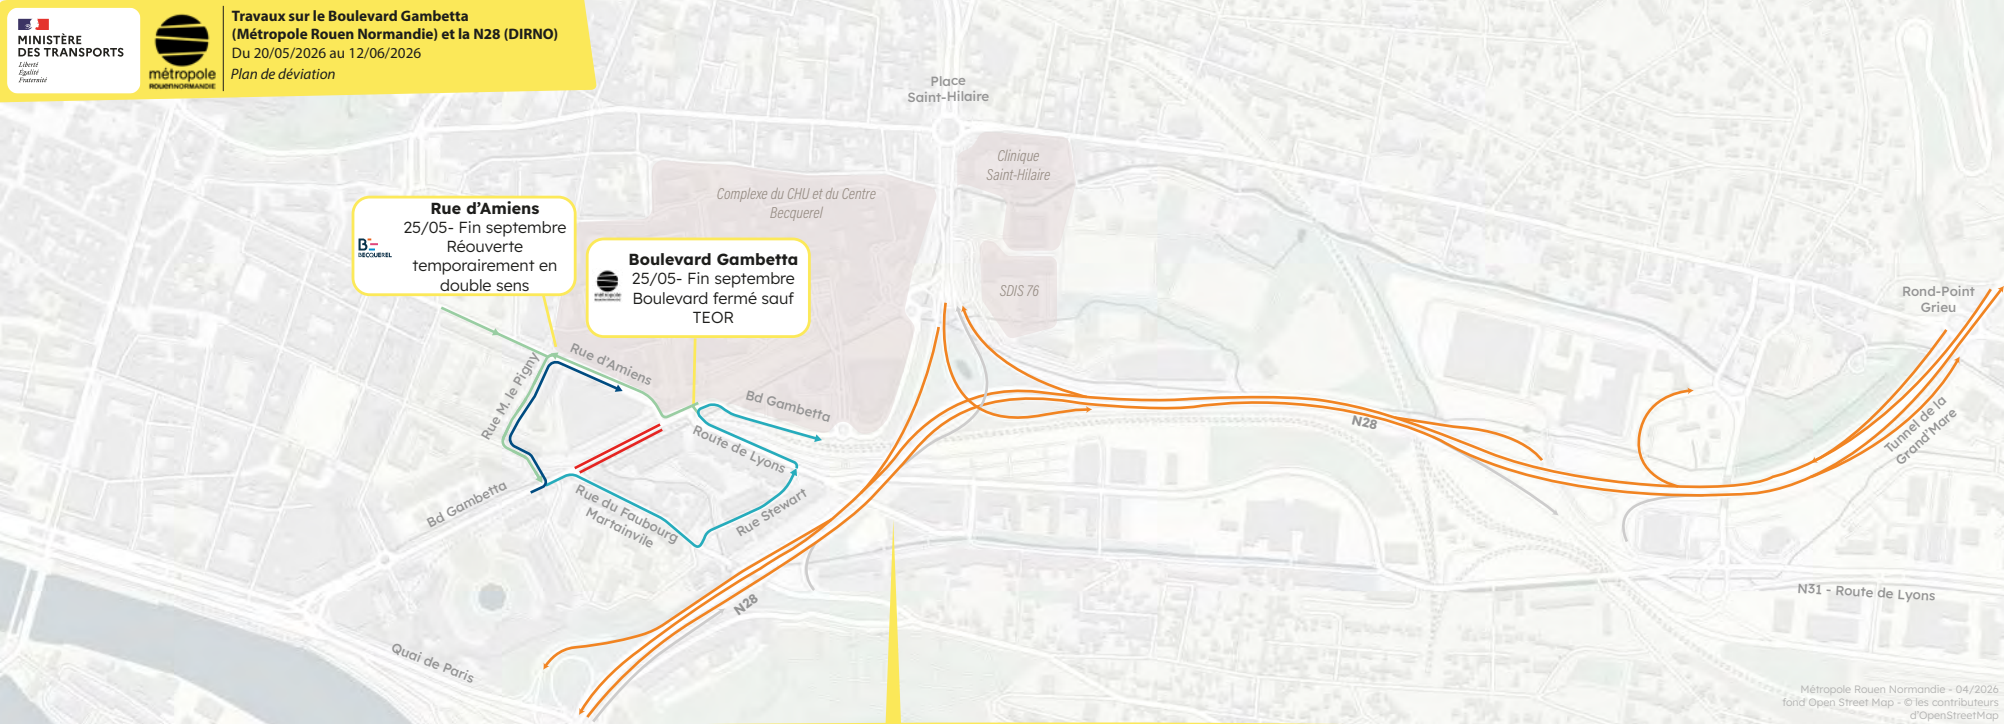 MINISTÈRE
DES TRANSPORTS
Liberté
Égalité
Fraternité
métropole
ROUENNORMANDIE
Travaux sur le Boulevard Gambetta
(Métropole Rouen Normandie) et la N28 (DIRNO)
Du 20/05/2026 au 12/06/2026
Plan de déviation
Place
Saint-Hilaire
Clinique
Saint-Hilaire
Complexe du CHU et du Centre
Becquerel
SDIS 76
Rue d'Amiens
25/05- Fin septembre
Réouverte
temporairement en
double sens
BECQUEREL
Boulevard Gambetta
25/05- Fin septembre
Boulevard fermé sauf
TEOR
métropole
Rond-Point
Grieu
Rue d'Amiens
Rue M. le Pigny
Bd Gambetta
Route de Lyons
N28
Tunnel de la
Grand'Mare
Bd Gambetta
Rue du Faubourg
Martainvile
Rue Stewart
N28
N31 - Route de Lyons
Quai de Paris
Métropole Rouen Normandie - 04/2026
fond Open Street Map - © les contributeurs
d'OpenStreetMap